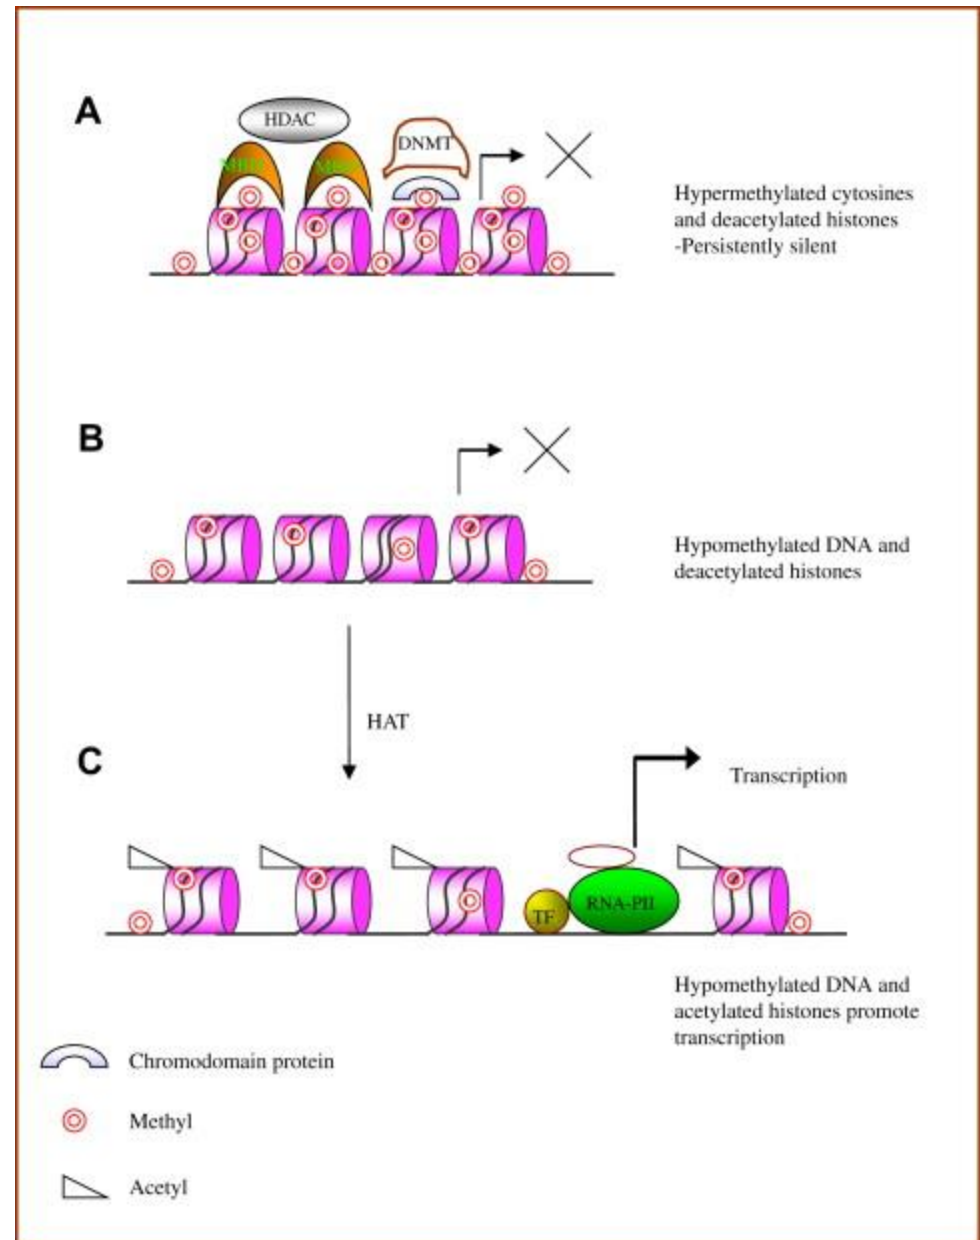 A
HDAC
DNMT
Hypermethylated cytosines
and deacetylated histones
-Persistently silent
B
Hypomethylated DNA and
deacetylated histones
HAT
C
Transcription
TF
RNA-PII
Hypomethylated DNA and
acetylated histones promote
transcription
Chromodomain protein
Methyl
Acetyl